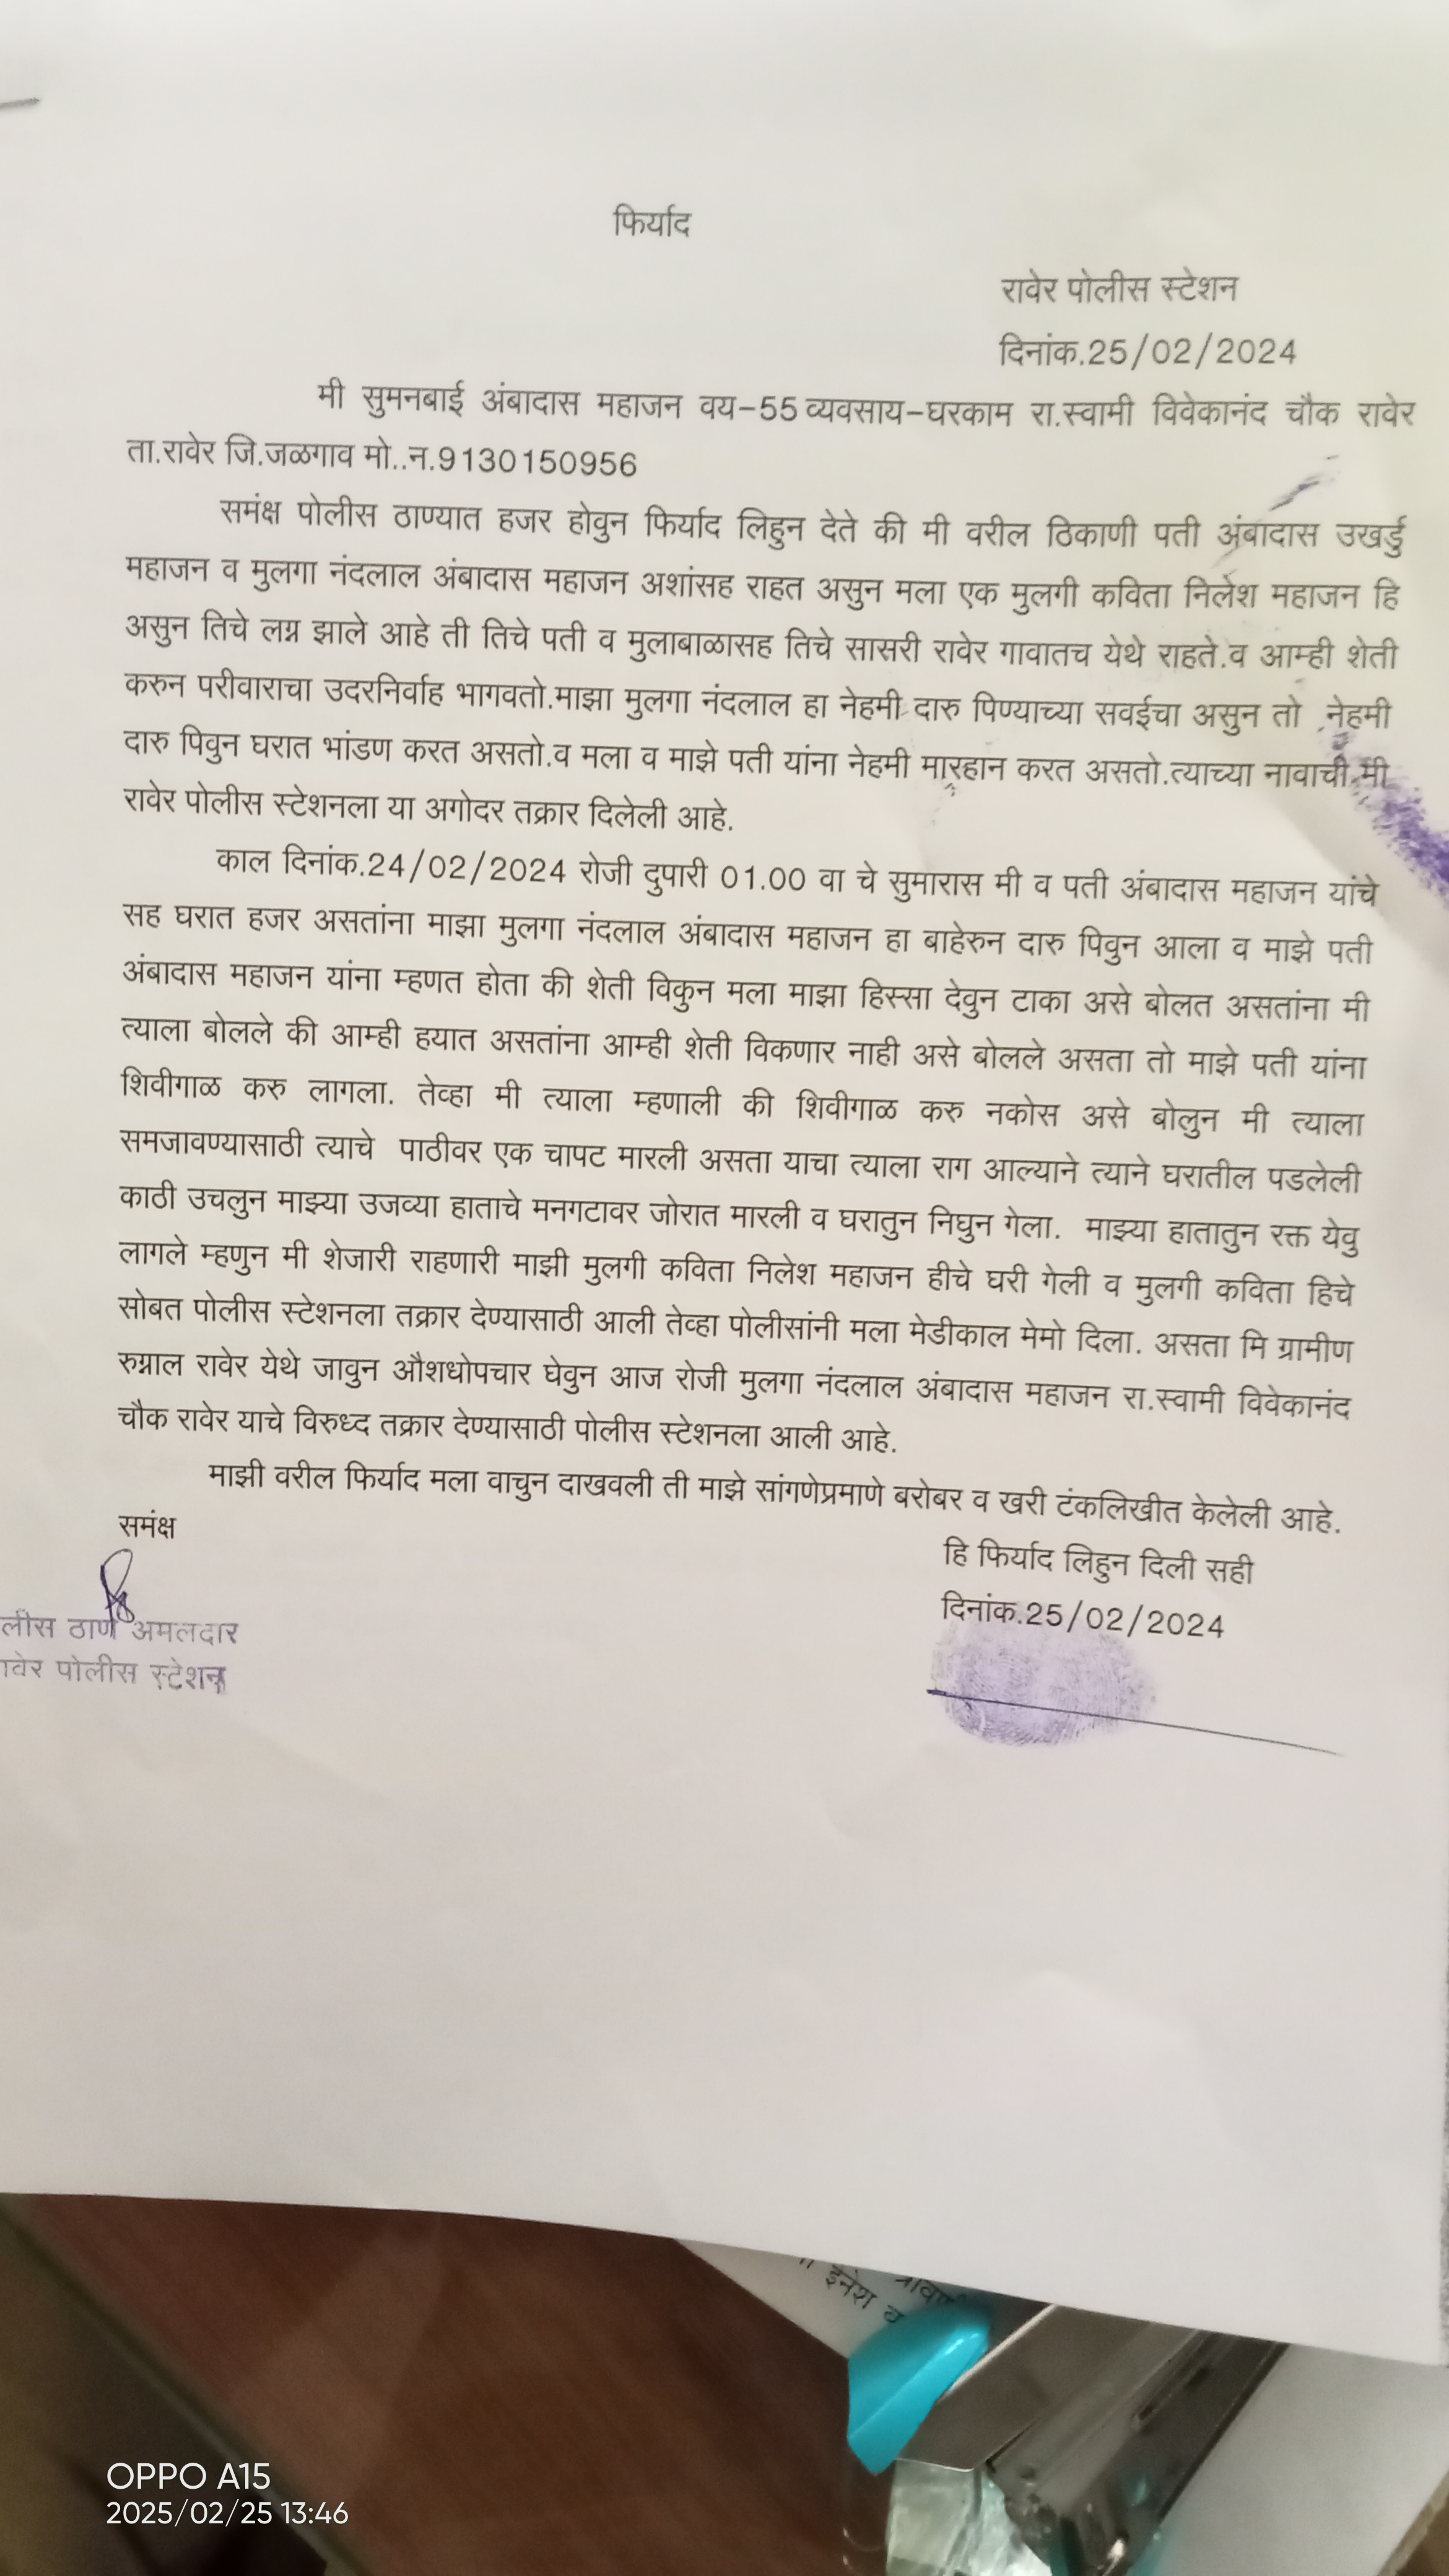 फिर्याद
रावेर पोलीस स्टेशन
दिनांक.25/02/2024
मी सुमनबाई अंबादास महाजन वय-55 व्यवसाय-घरकाम रा.स्वामी विवेकानंद चौक रावेर
ता.रावेर जि.जळगाव मो..न.9130150956
समंक्ष पोलीस ठाण्यात हजर होवुन फिर्याद लिहुन देते की मी वरील ठिकाणी पती अंबादास उखर्डु
महाजन व मुलगा नंदलाल अंबादास महाजन अशांसह राहत असुन मला एक मुलगी कविता निलेश महाजन हि
असुन तिचे लग्न झाले आहे ती तिचे पती व मुलाबाळासह तिचे सासरी रावेर गावातच येथे राहते.व आम्ही शेती
करुन परीवाराचा उदरनिर्वाह भागवतो.माझा मुलगा नंदलाल हा नेहमी दारु पिण्याच्या सवईचा असुन तो नेहमी
दारु पिवुन घरात भांडण करत असतो.व मला व माझे पती यांना नेहमी मारहान करत असतो.त्याच्या नावाची मी
रावेर पोलीस स्टेशनला या अगोदर तक्रार दिलेली आहे.
काल दिनांक.24/02/2024 रोजी दुपारी 01.00 वा चे सुमारास मी व पती अंबादास महाजन यांचे
सह घरात हजर असतांना माझा मुलगा नंदलाल अंबादास महाजन हा बाहेरुन दारु पिवुन आला व माझे पती
अंबादास महाजन यांना म्हणत होता की शेती विकुन मला माझा हिस्सा देवुन टाका असे बोलत असतांना मी
त्याला बोलले की आम्ही हयात असतांना आम्ही शेती विकणार नाही असे बोलले असता तो माझे पती यांना
शिवीगाळ करु लागला. तेव्हा मी त्याला म्हणाली की शिवीगाळ करु नकोस असे बोलुन मी त्याला
समजावण्यासाठी त्याचे पाठीवर एक चापट मारली असता याचा त्याला राग आल्याने त्याने घरातील पडलेली
काठी उचलुन माझ्या उजव्या हाताचे मनगटावर जोरात मारली व घरातुन निघुन गेला. माझ्या हातातुन रक्त येवु
लागले म्हणुन मी शेजारी राहणारी माझी मुलगी कविता निलेश महाजन हीचे घरी गेली व मुलगी कविता हिचे
सोबत पोलीस स्टेशनला तक्रार देण्यासाठी आली तेव्हा पोलीसांनी मला मेडीकाल मेमो दिला. असता मि ग्रामीण
रुग्नाल रावेर येथे जावुन औशधोपचार घेवुन आज रोजी मुलगा नंदलाल अंबादास महाजन रा.स्वामी विवेकानंद
चौक रावेर याचे विरुध्द तक्रार देण्यासाठी पोलीस स्टेशनला आली आहे.
माझी वरील फिर्याद मला वाचुन दाखवली ती माझे सांगणेप्रमाणे बरोबर व खरी टंकलिखीत केलेली आहे.
समंक्ष
हि फिर्याद लिहुन दिली सही
दिनांक.25/02/2024
लीस ठाणे अमलदार
ावेर पोलीस स्टेशन
OPPO A15
2025/02/25 13:46